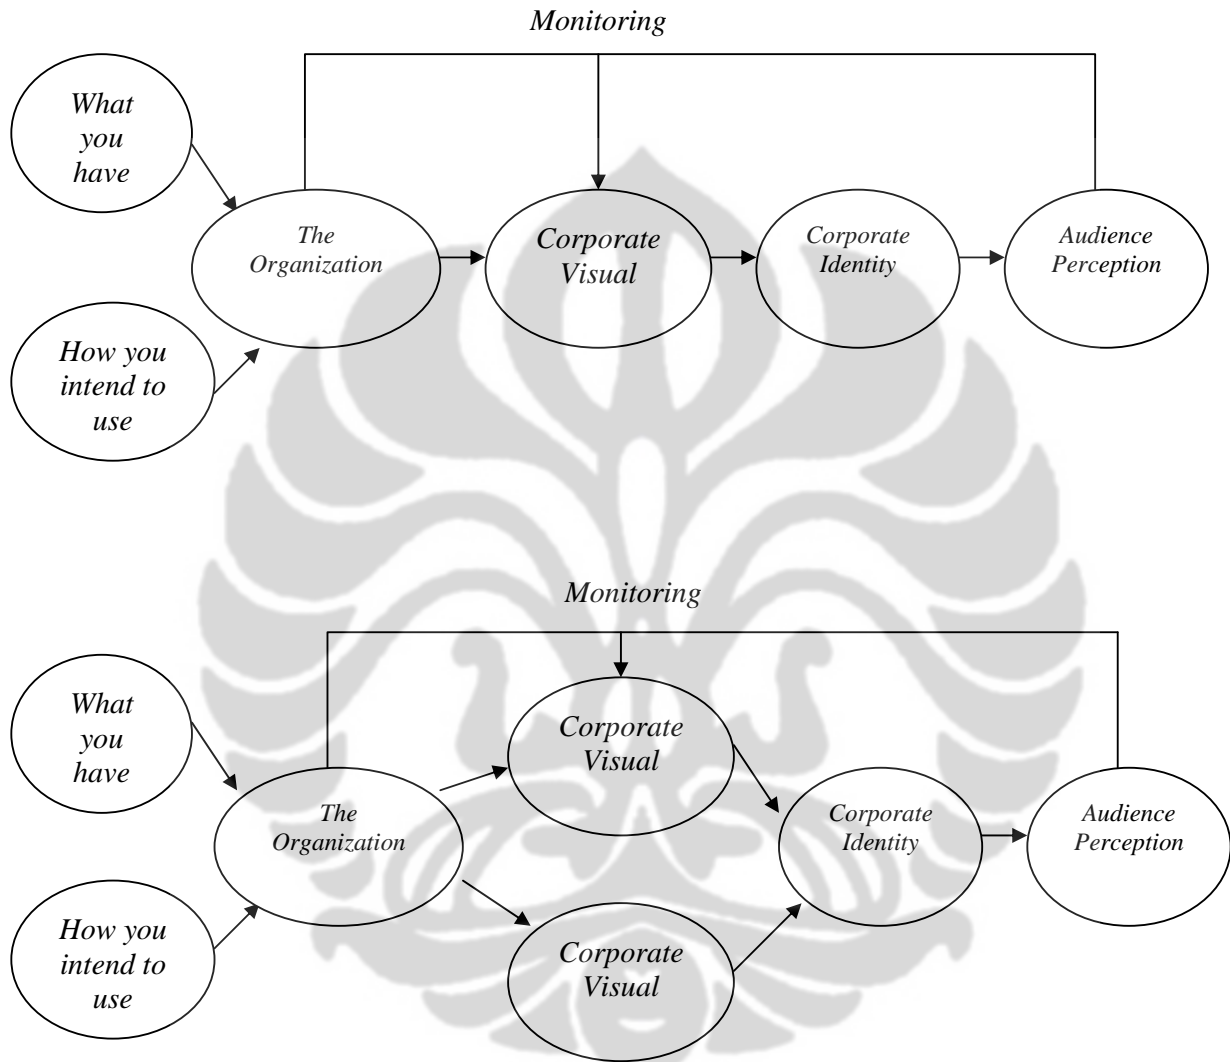 Monitoring
What
you
have
The
Organization
Corporate
Visual
Corporate
Identity
Audience
Perception
How you
intend to
use
Monitoring
What
you
have
Corporate
Visual
The
Organization
Corporate
Identity
Audience
Perception
How you
intend to
use
Corporate
Visual